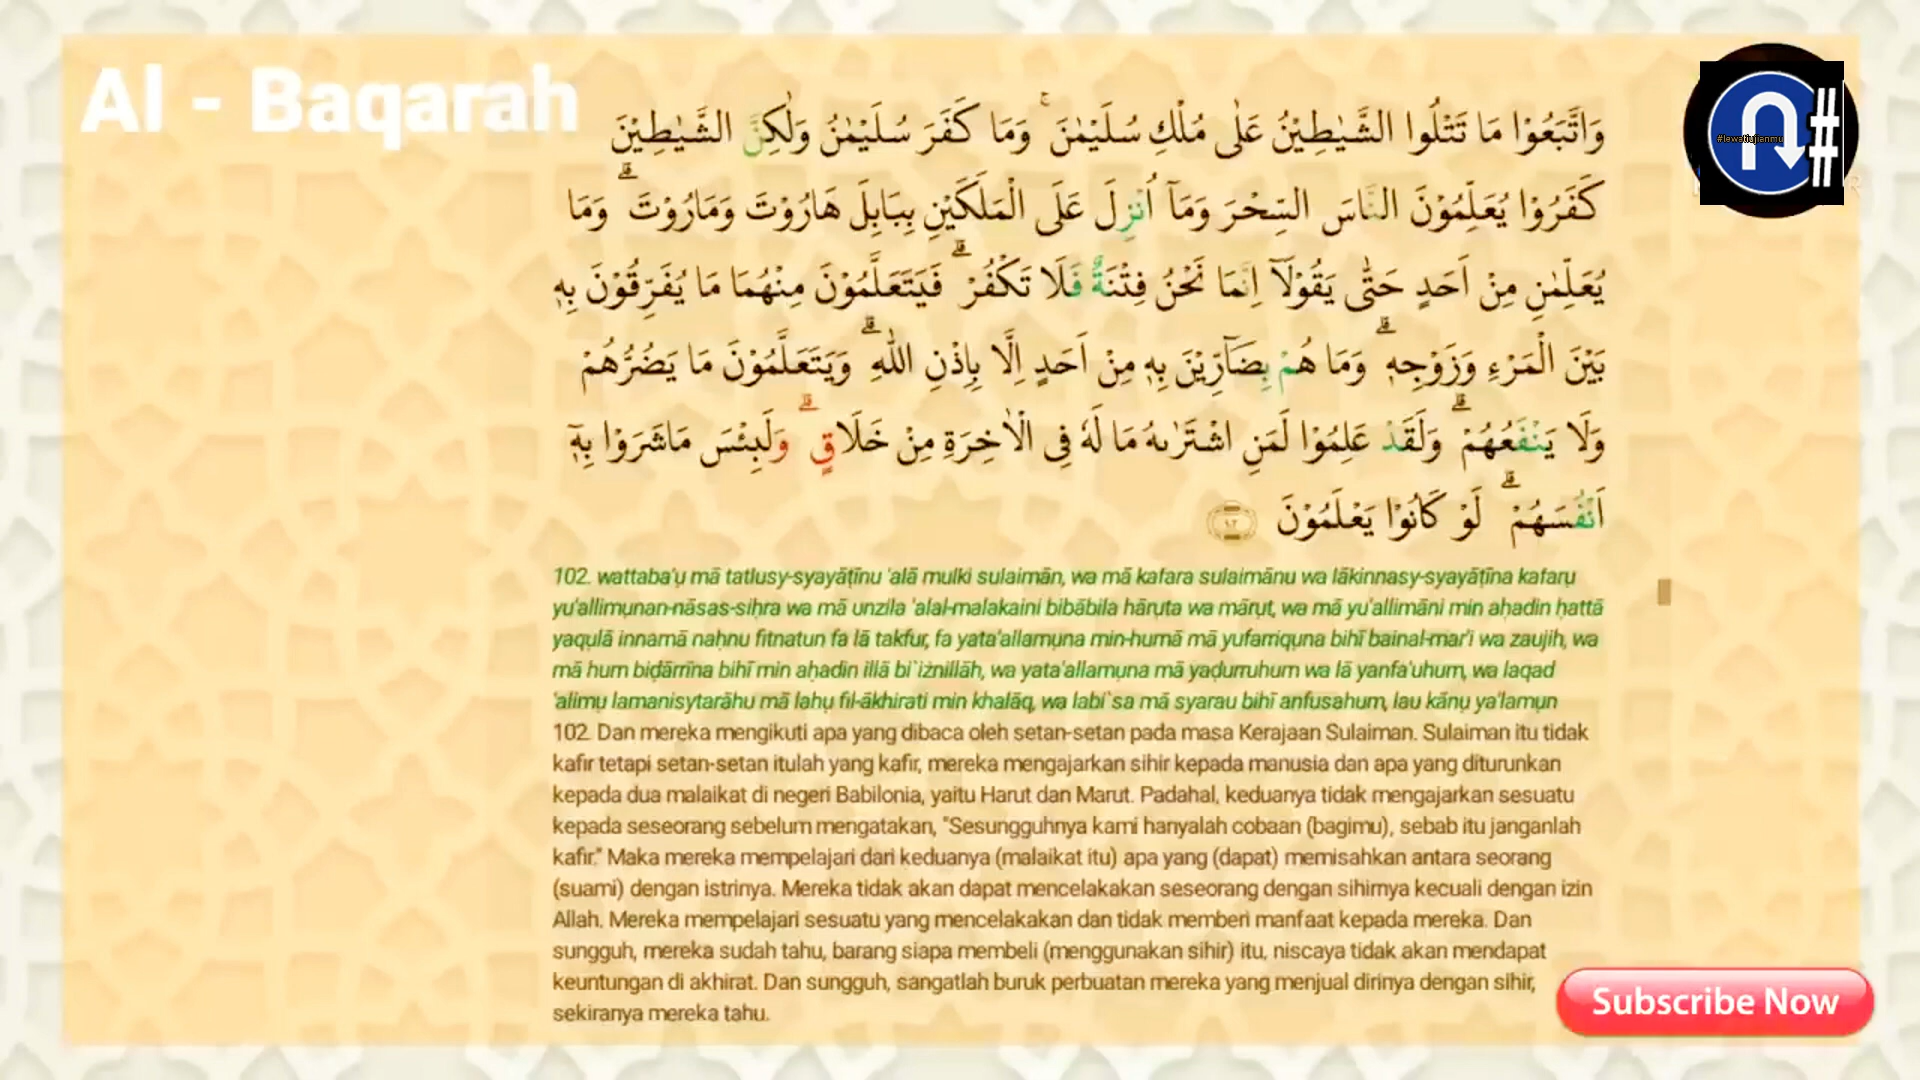 Al - Baqarah
#
#lewatiujianmu
وَاتَّبَعُوْا مَا تَتْلُوا الشَّيٰطِيْنُ عَلٰى مُلْكِ سُلَيْمٰنَ ۚ وَمَا كَفَرَ سُلَيْمٰنُ وَلٰكِنَّ الشَّيٰطِيْنَ
كَفَرُوْا يُعَلِّمُوْنَ النَّاسَ السِّحْرَ وَمَآ اُنْزِلَ عَلَى الْمَلَكَيْنِ بِبَابِلَ هَارُوْتَ وَمَارُوْتَ ۗ وَمَا
يُعَلِّمٰنِ مِنْ اَحَدٍ حَتّٰى يَقُوْلَآ اِنَّمَا نَحْنُ فِتْنَةٌ فَلَا تَكْفُرْ ۗ فَيَتَعَلَّمُوْنَ مِنْهُمَا مَا يُفَرِّقُوْنَ بِهٖ
بَيْنَ الْمَرْءِ وَزَوْجِهٖ ۗ وَمَا هُمْ بِضَاۤرِّيْنَ بِهٖ مِنْ اَحَدٍ اِلَّا بِاِذْنِ اللّٰهِ ۗ وَيَتَعَلَّمُوْنَ مَا يَضُرُّهُمْ
وَلَا يَنْفَعُهُمْ ۗ وَلَقَدْ عَلِمُوْا لَمَنِ اشْتَرٰىهُ مَا لَهٗ فِى الْاٰخِرَةِ مِنْ خَلَاقٍ ۗ وَلَبِئْسَ مَاشَرَوْا بِهٖٓ
اَنْفُسَهُمْ ۗ لَوْ كَانُوْا يَعْلَمُوْنَ
102. wattaba'ụ mā tatlusy-syayāṭīnu 'alā mulki sulaimān, wa mā kafara sulaimānu wa lākinnasy-syayāṭīna kafarụ
yu'allimụnan-nāsas-siḥra wa mā unzila 'alal-malakaini bibābila hārụta wa mārụt, wa mā yu'allimāni min aḥadin ḥattā
yaqụlā innamā naḥnu fitnatun fa lā takfur, fa yata'allamụna min-humā mā yufarriqụna bihī bainal-mar'i wa zaujih, wa
mā hum biḍārrīna bihī min aḥadin illā bi`iżnillāh, wa yata'allamụna mā yaḍurruhum wa lā yanfa'uhum, wa laqad
'alimụ lamanisytarāhu mā lahụ fil-ākhirati min khalāq, wa labi`sa mā syarau bihī anfusahum, lau kānụ ya'lamụn
102. Dan mereka mengikuti apa yang dibaca oleh setan-setan pada masa Kerajaan Sulaiman. Sulaiman itu tidak
kafir tetapi setan-setan itulah yang kafir, mereka mengajarkan sihir kepada manusia dan apa yang diturunkan
kepada dua malaikat di negeri Babilonia, yaitu Harut dan Marut. Padahal, keduanya tidak mengajarkan sesuatu
kepada seseorang sebelum mengatakan, "Sesungguhnya kami hanyalah cobaan (bagimu), sebab itu janganlah
kafir." Maka mereka mempelajari dari keduanya (malaikat itu) apa yang (dapat) memisahkan antara seorang
(suami) dengan istrinya. Mereka tidak akan dapat mencelakakan seseorang dengan sihirnya kecuali dengan izin
Allah. Mereka mempelajari sesuatu yang mencelakakan dan tidak memberi manfaat kepada mereka. Dan
sungguh, mereka sudah tahu, barang siapa membeli (menggunakan sihir) itu, niscaya tidak akan mendapat
keuntungan di akhirat. Dan sungguh, sangatlah buruk perbuatan mereka yang menjual dirinya dengan sihir,
sekiranya mereka tahu.
Subscribe Now